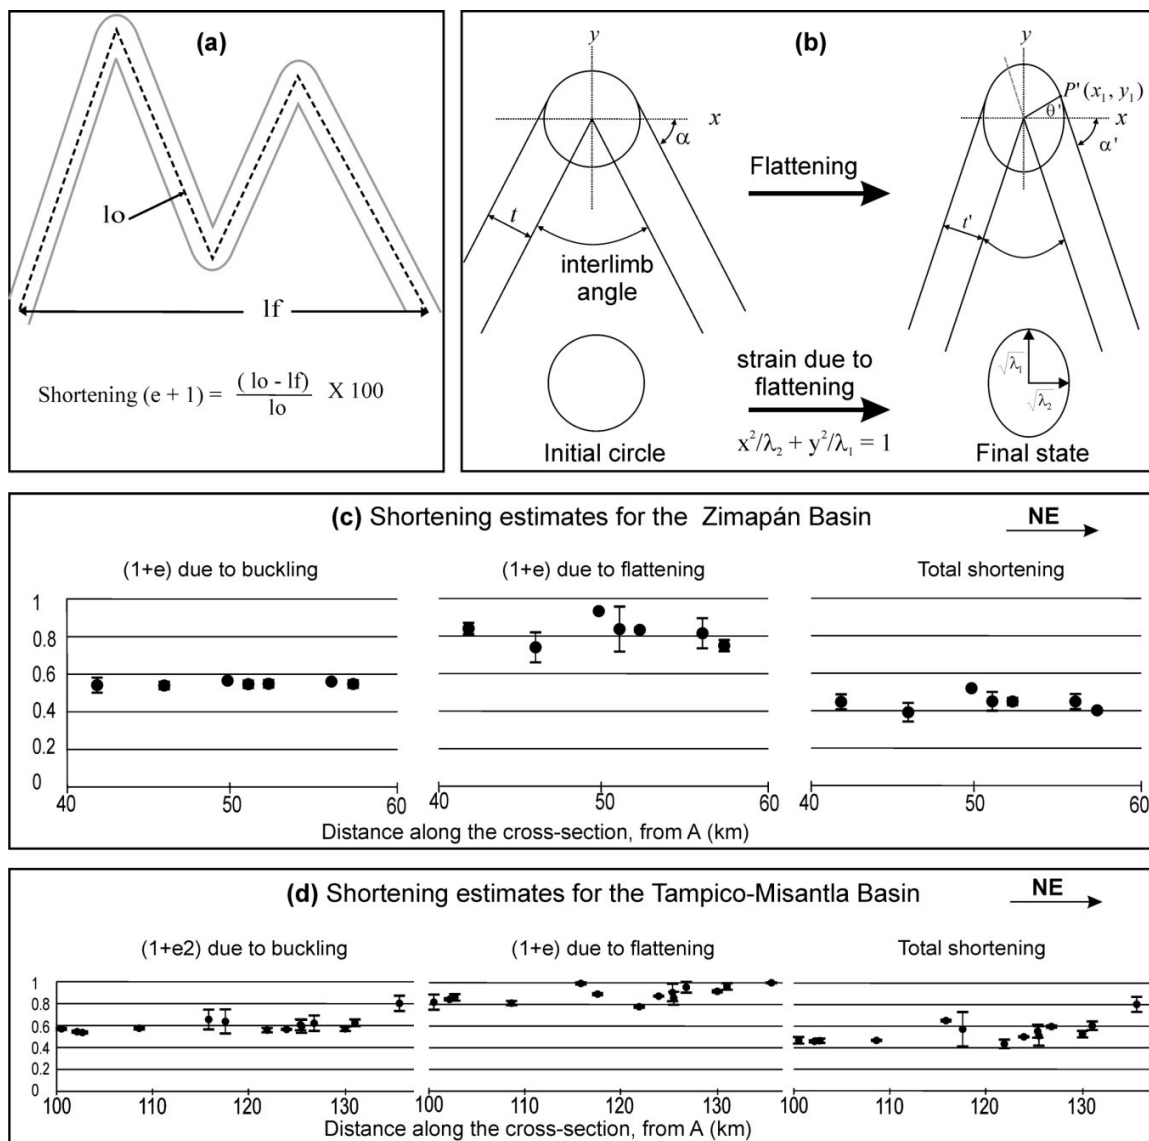 (a)
lo
lf
Shortening (e + 1) = (lo - lf) / lo X 100
(b)
y
x
α
t
interlimb
angle
Flattening
y
P' (x₁, y₁)
θ'
x
α'
t'
Initial circle
strain due to
flattening
x²/λ₂ + y²/λ₁ = 1
√λ₁
√λ₂
Final state
(c) Shortening estimates for the Zimapán Basin
NE
(1+e) due to buckling
(1+e) due to flattening
Total shortening
1
0.8
0.6
0.4
0.2
0
40 50 60
40 50 60
40 50 60
Distance along the cross-section, from A (km)
(d) Shortening estimates for the Tampico-Misantla Basin
NE
(1+e2) due to buckling
(1+e) due to flattening
Total shortening
1
0.8
0.6
0.4
0.2
0
100 110 120 130
100 110 120 130
100 110 120 130
Distance along the cross-section, from A (km)